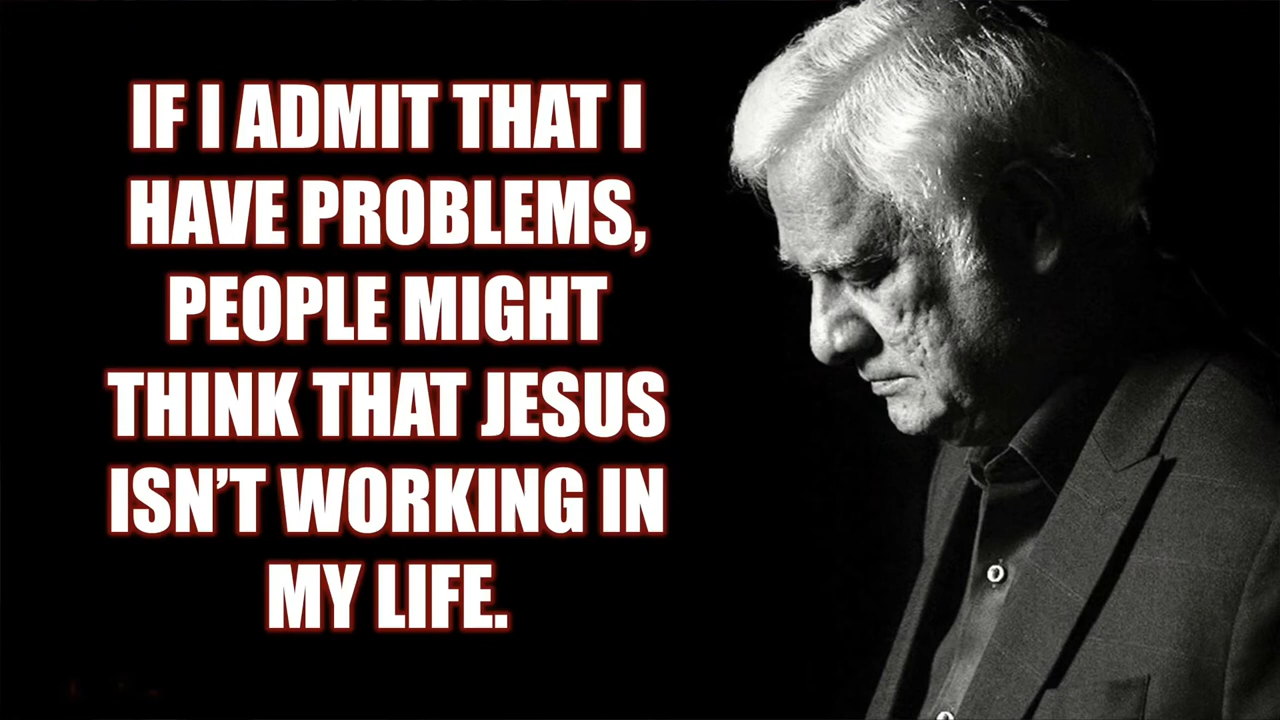 IF I ADMIT THAT I
HAVE PROBLEMS,
PEOPLE MIGHT
THINK THAT JESUS
ISN’T WORKING IN
MY LIFE.